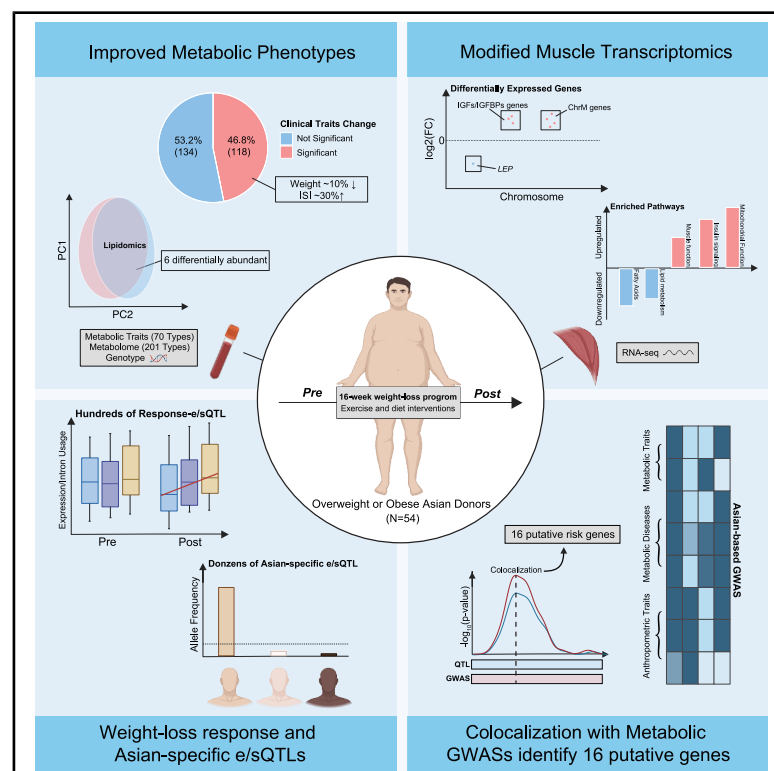 Improved Metabolic Phenotypes
53.2%
(134)
46.8%
(118)
Clinical Traits Change
Not Significant
Significant
Weight ~10% ↓
ISI ~30%↑
PC1
Lipidomics
6 differentially abundant
PC2
Metabolic Traits (70 Types)
Metabolome (201 Types)
Genotype
Modified Muscle Transcriptomics
Differentially Expressed Genes
IGFs/IGFBPs genes
ChrM genes
log2(FC)
0
LEP
Chromosome
Enriched Pathways
Upregulated
Downregulated
Fatty Acids
Lipid metabolism
Muscle function
Insulin signaling
Mitochondrial Function
RNA-seq
Pre
Post
16-week weight-loss program
Exercise and diet interventions
Overweight or Obese Asian Donors
(N=54)
Hundreds of Response-e/sQTL
Expression/Intron Usage
Pre
Post
Donzens of Asian-specific e/sQTL
Allele Frequency
Weight-loss response and
Asian-specific e/sQTLs
16 putative risk genes
Colocalization
-log10(p-value)
QTL
GWAS
Metabolic Traits
Metabolic Diseases
Anthropometric Traits
Asian-based GWAS
Colocalization with Metabolic
GWASs identify 16 putative genes